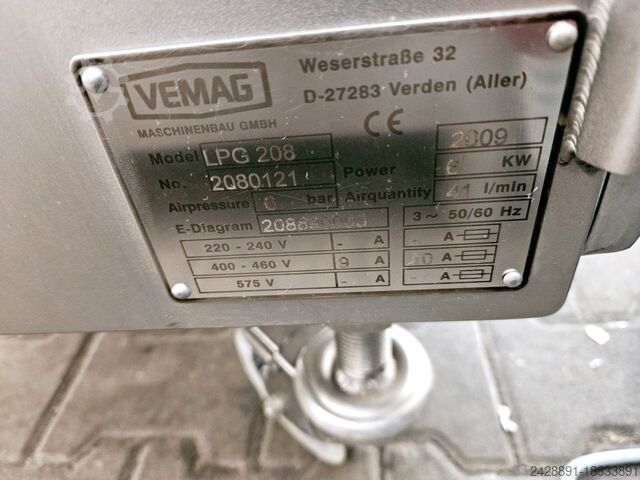 VEMAG
MASCHINENBAU GMBH
Weserstraße 32
D-27283 Verden (Aller)
CE
2009
Model LPG 208
No. 2080121 Power 6 KW
Airpressure 6 bar Airquantity 41 l/min
E-Diagram 3 ~ 50/60 Hz
220 - 240 V - A - A
400 - 460 V 9 A A
575 V - A - A
2428891-18633891